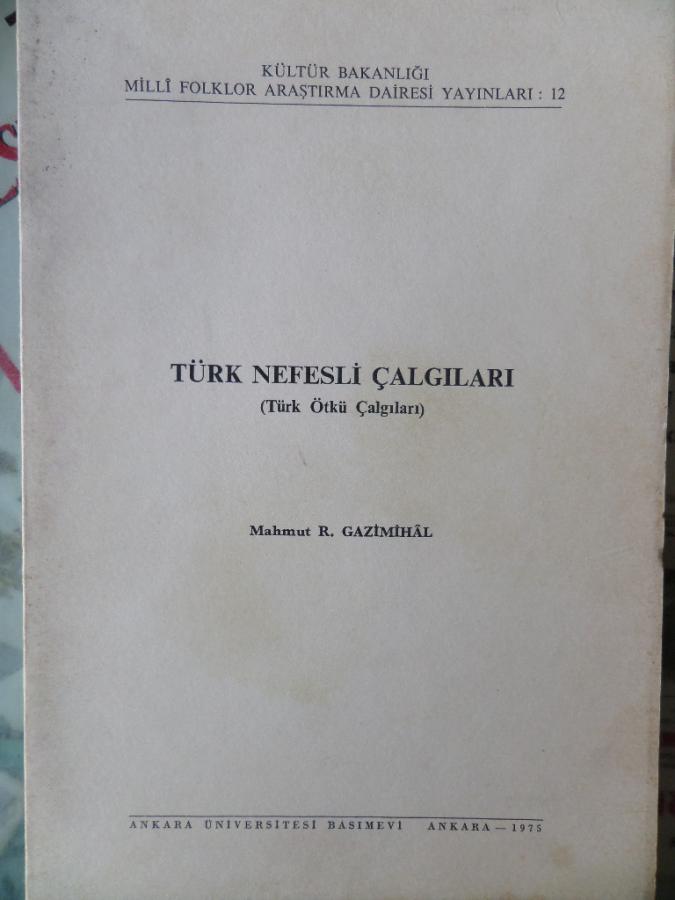 KÜLTÜR BAKANLIĞI
MİLLÎ FOLKLOR ARAŞTIRMA DAİRESİ YAYINLARI : 12
TÜRK NEFESLİ ÇALGILARI
(Türk Ötkü Çalgıları)
Mahmut R. GAZİMİHÂL
ANKARA ÜNİVERSİTESİ BASIMEVİ ANKARA — 1975